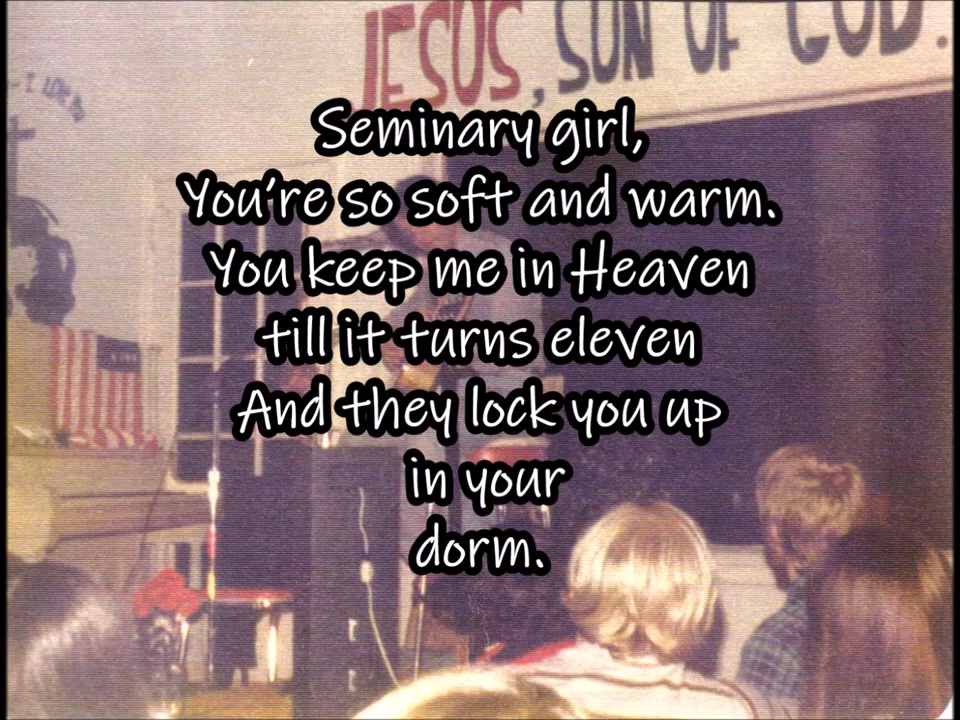 JESUS, SON OF GOD.
I LOVE
Seminary girl,
You're so soft and warm.
You keep me in Heaven
till it turns eleven
And they lock you up
in your
dorm.